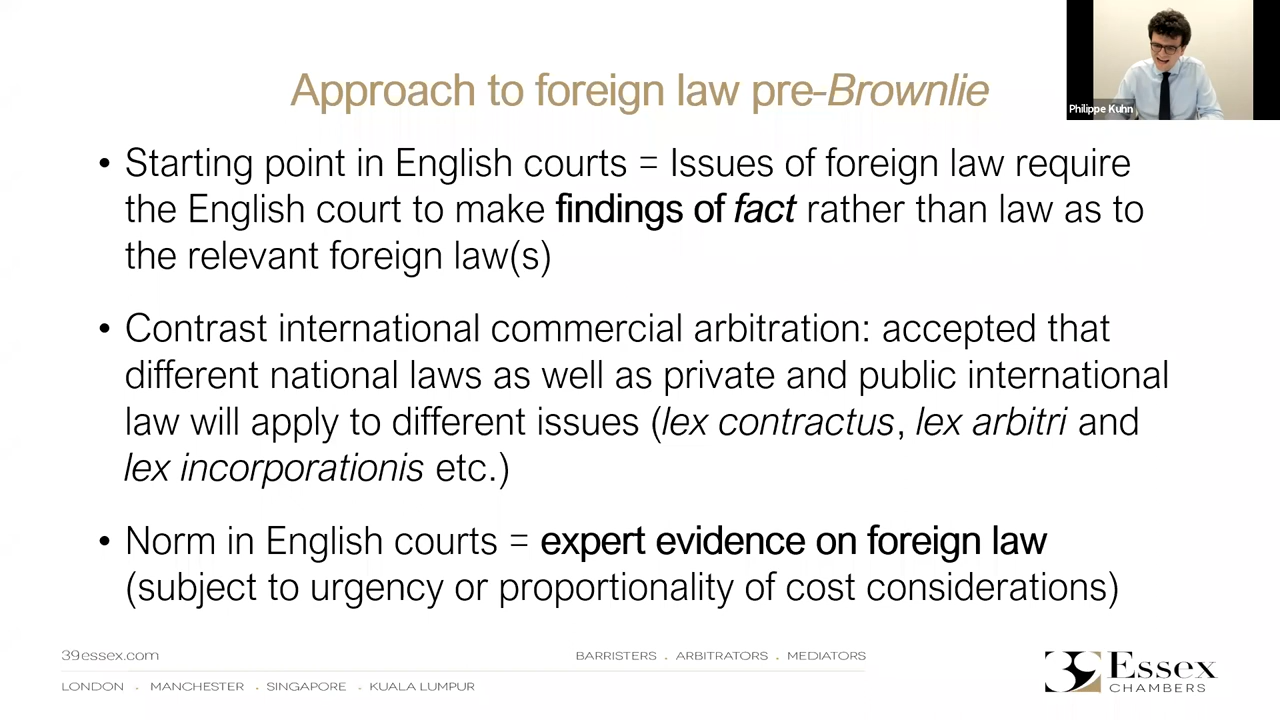 Approach to foreign law pre-Brownlie
Philippe Kuhn
• Starting point in English courts = Issues of foreign law require
the English court to make findings of fact rather than law as to
the relevant foreign law(s)
• Contrast international commercial arbitration: accepted that
different national laws as well as private and public international
law will apply to different issues (lex contractus, lex arbitri and
lex incorporationis etc.)
• Norm in English courts = expert evidence on foreign law
(subject to urgency or proportionality of cost considerations)
39essex.com
BARRISTERS . ARBITRATORS . MEDIATORS
LONDON . MANCHESTER . SINGAPORE . KUALA LUMPUR
39 Essex
CHAMBERS